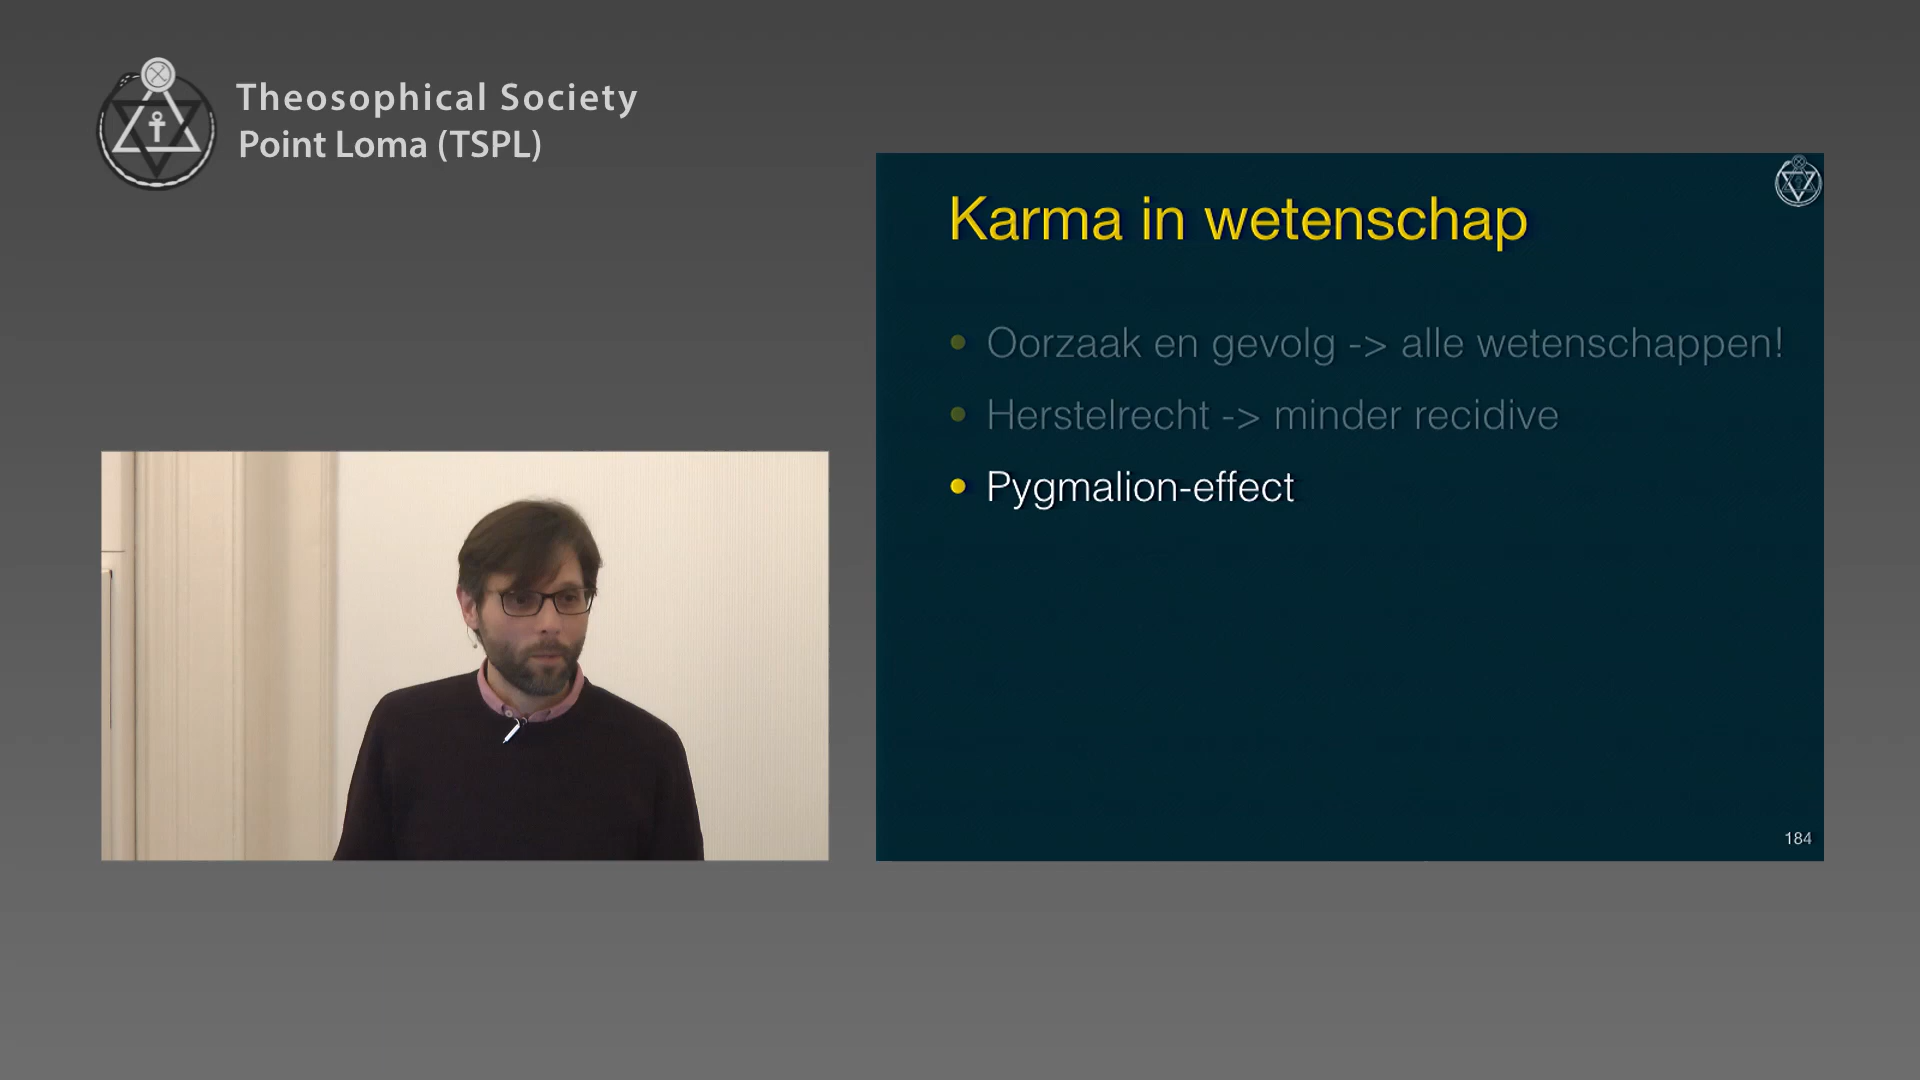 Theosophical Society
Point Loma (TSPL)
Karma in wetenschap
Oorzaak en gevolg -> alle wetenschappen!
Herstelrecht -> minder recidive
Pygmalion-effect
184